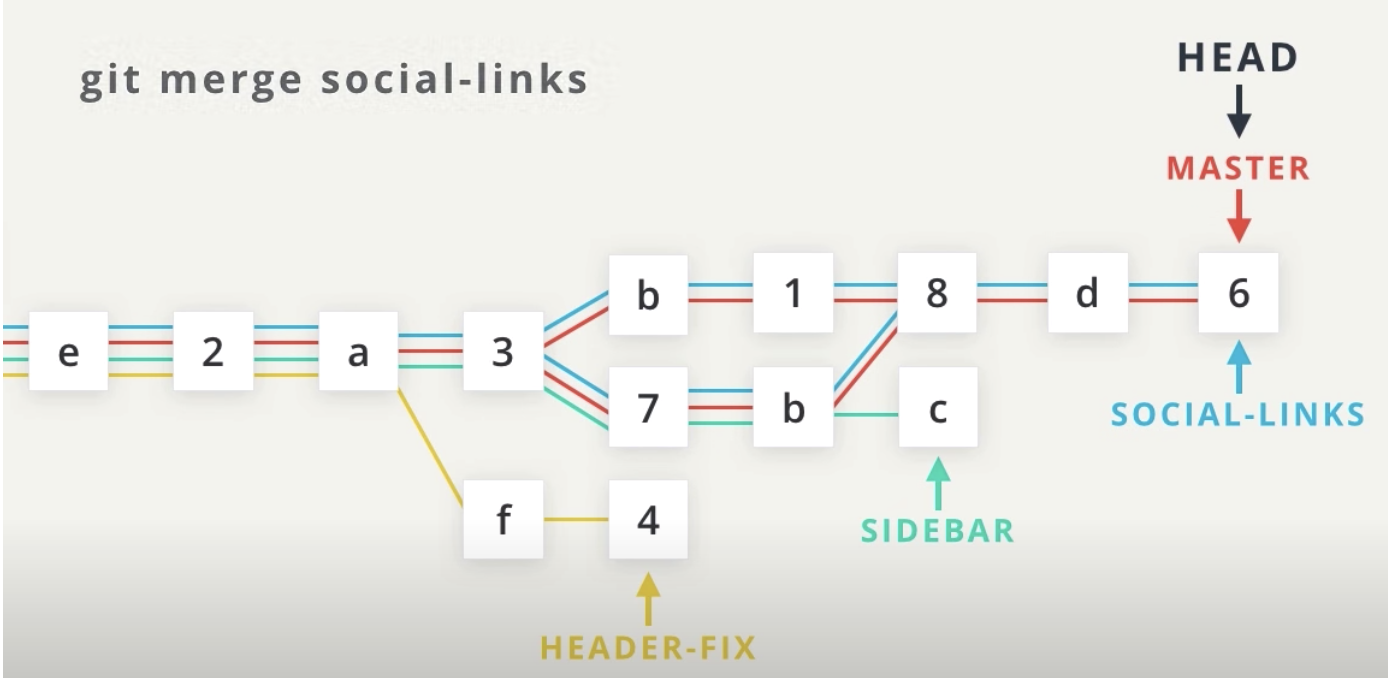 git merge social-links
HEAD
MASTER
b 1 8 d 6
e 2 a 3
7 b c
SOCIAL-LINKS
f 4
SIDEBAR
HEADER-FIX